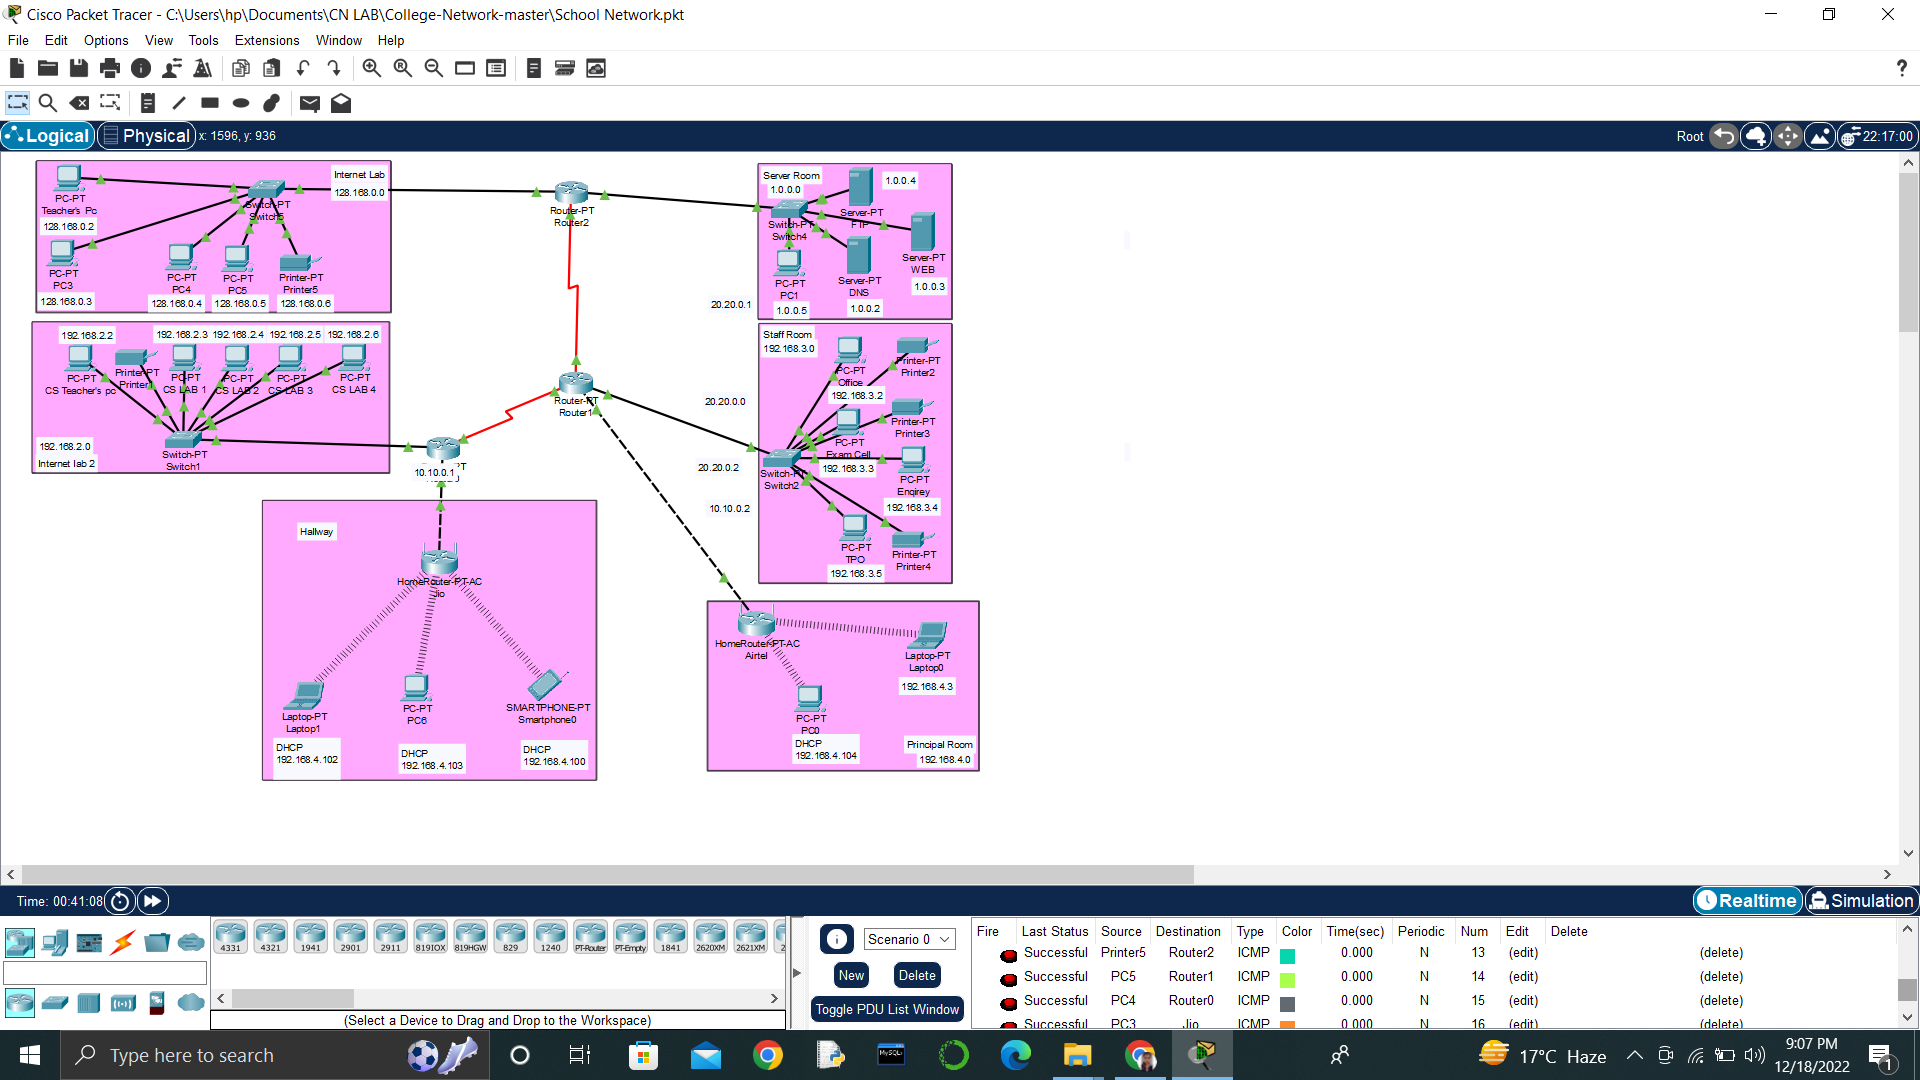 Cisco Packet Tracer - C:\Users\hp\Documents\CN LAB\College-Network-master\School Network.pkt
File Edit Options View Tools Extensions Window Help
?
Logical Physical x: 1596, y: 936 Root 22:17:00
Internet Lab
128.168.0.0
PC-PT
Teacher's Pc
128.168.0.2
Switch-PT
Switch5
PC-PT
PC3
128.168.0.3
PC-PT
PC4
128.168.0.4
PC-PT
PC5
128.168.0.5
Printer-PT
Printer5
128.168.0.6
Router-PT
Router2
Server Room
1.0.0.0
1.0.0.4
Server-PT
FTP
Switch-PT
Switch4
Server-PT
WEB
1.0.0.3
PC-PT
PC1
1.0.0.5
Server-PT
DNS
1.0.0.2
20.20.0.1
192.168.2.2
192.168.2.3 192.168.2.4 192.168.2.5 192.168.2.6
PC-PT
CS Teacher's pc
Printer-PT
Printer1
PC-PT
CS LAB 1
PC-PT
CS LAB 2
PC-PT
CS LAB 3
PC-PT
CS LAB 4
192.168.2.0
Internet lab 2
Switch-PT
Switch1
Router-PT
Router1
10.10.0.1
20.20.0.0
20.20.0.2
10.10.0.2
Staff Room
192.168.3.0
PC-PT
Office
192.168.3.2
Printer-PT
Printer2
Printer-PT
Printer3
PC-PT
Exam Cell
192.168.3.3
Switch-PT
Switch2
PC-PT
Enqirey
192.168.3.4
PC-PT
TPO
192.168.3.5
Printer-PT
Printer4
Hallway
HomeRouter-PT-AC
Jio
Laptop-PT
Laptop1
DHCP
192.168.4.102
PC-PT
PC6
DHCP
192.168.4.103
SMARTPHONE-PT
Smartphone0
DHCP
192.168.4.100
HomeRouter-PT-AC
Airtel
Laptop-PT
Laptop0
192.168.4.3
PC-PT
PC0
DHCP
192.168.4.104
Principal Room
192.168.4.0
Time: 00:41:08 Realtime Simulation
4331 4321 1941 2901 2911 819IOX 819HGW 829 1240 PT-Router PT-Empty 1841 2620XM 2621XM 2
(Select a Device to Drag and Drop to the Workspace)
Scenario 0
New Delete
Toggle PDU List Window
Fire Last Status Source Destination Type Color Time(sec) Periodic Num Edit Delete
Successful Printer5 Router2 ICMP 0.000 N 13 (edit) (delete)
Successful PC5 Router1 ICMP 0.000 N 14 (edit) (delete)
Successful PC4 Router0 ICMP 0.000 N 15 (edit) (delete)
Successful PC3 Jio ICMP 0.000 N 16 (edit) (delete)
Type here to search
17°C Haze
9:07 PM
12/18/2022
1